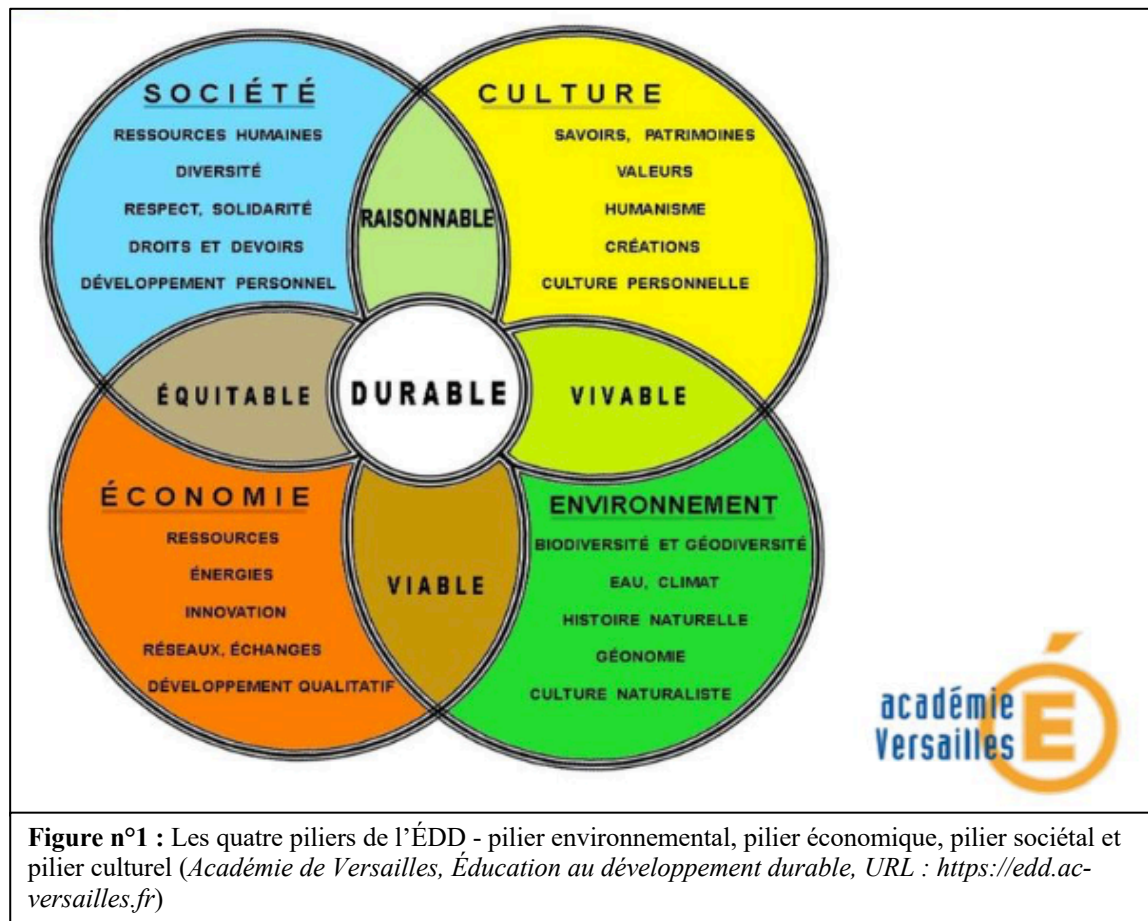 SOCIÉTÉ
RESSOURCES HUMAINES
DIVERSITÉ
RESPECT, SOLIDARITÉ
DROITS ET DEVOIRS
DÉVELOPPEMENT PERSONNEL
CULTURE
SAVOIRS, PATRIMOINES
VALEURS
HUMANISME
CRÉATIONS
CULTURE PERSONNELLE
RAISONNABLE
ÉQUITABLE
DURABLE
VIVABLE
ÉCONOMIE
RESSOURCES
ÉNERGIES
INNOVATION
RÉSEAUX, ÉCHANGES
DÉVELOPPEMENT QUALITATIF
VIABLE
ENVIRONNEMENT
BIODIVERSITÉ ET GÉODIVERSITÉ
EAU, CLIMAT
HISTOIRE NATURELLE
GÉONOMIE
CULTURE NATURALISTE
académie
Versailles
É
Figure n°1 : Les quatre piliers de l'ÉDD - pilier environnemental, pilier économique, pilier sociétal et
pilier culturel (Académie de Versailles, Éducation au développement durable, URL : https://edd.ac-
versailles.fr)